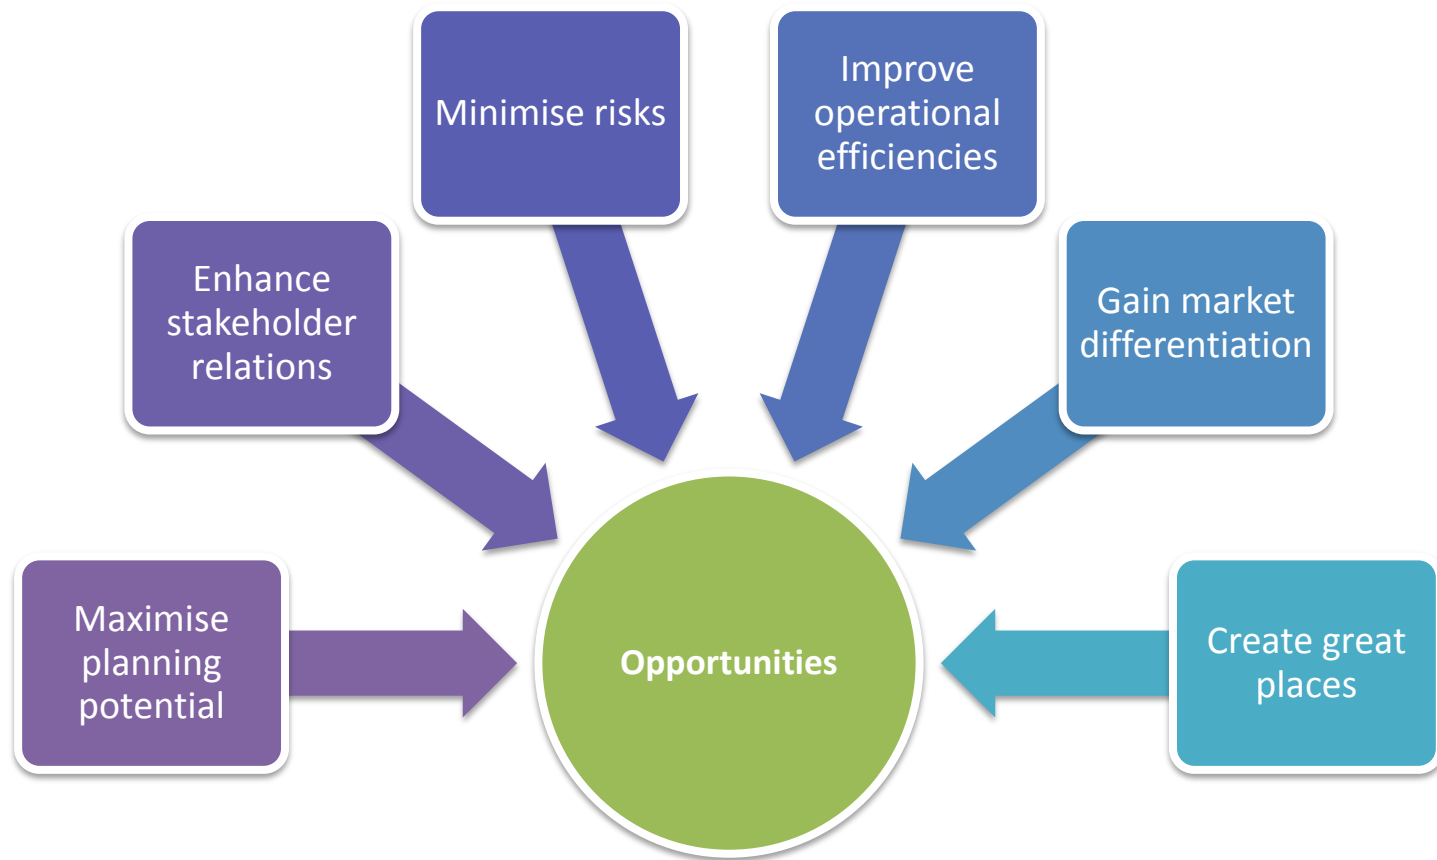 Minimise risks
Improve
operational
efficiencies
Enhance
stakeholder
relations
Gain market
differentiation
Maximise
planning
potential
Opportunities
Create great
places